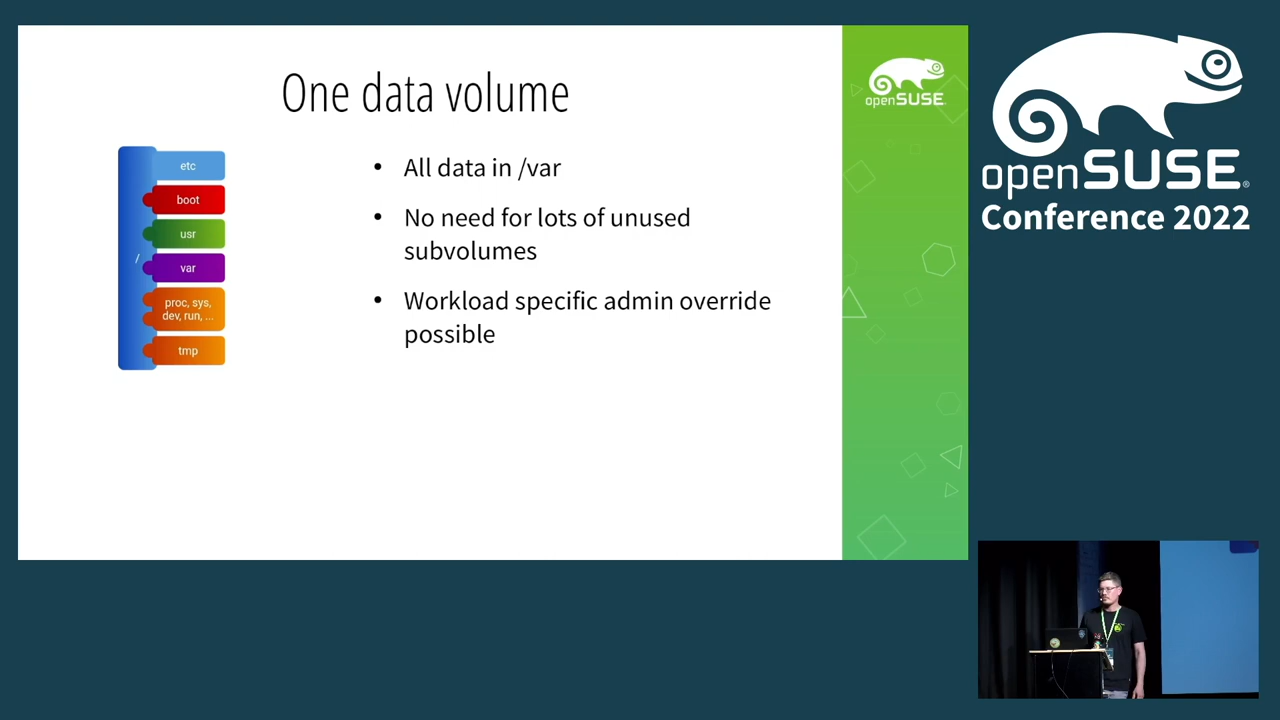 One data volume
etc
boot
usr
/
var
proc, sys,
dev, run, ...
tmp
• All data in /var
• No need for lots of unused
subvolumes
• Workload specific admin override
possible
openSUSE
openSUSE®
Conference 2022